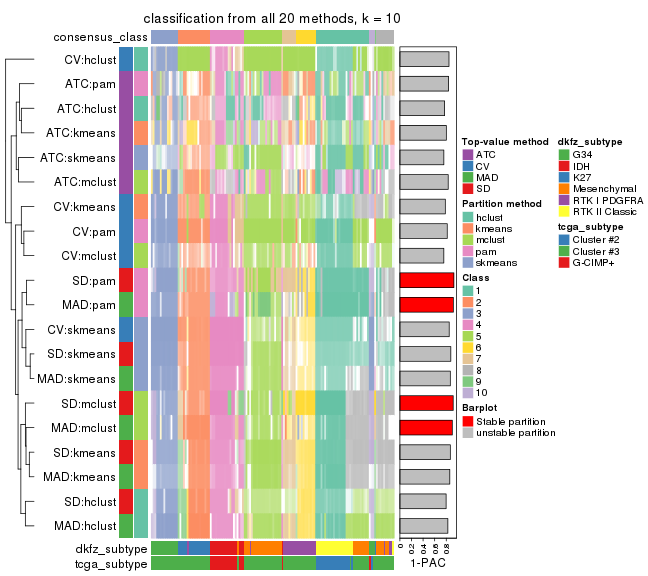 classification from all 20 methods, k = 10
consensus_class
CV:hclust
ATC:pam
ATC:hclust
ATC:kmeans
ATC:skmeans
ATC:mclust
CV:kmeans
CV:pam
CV:mclust
SD:pam
MAD:pam
CV:skmeans
SD:skmeans
MAD:skmeans
SD:mclust
MAD:mclust
SD:kmeans
MAD:kmeans
SD:hclust
MAD:hclust
dkfz_subtype
tcga_subtype
0
0.2
0.4
0.6
0.8
1-PAC
Top-value method
ATC
CV
MAD
SD
Partition method
hclust
kmeans
mclust
pam
skmeans
Class
1
2
3
4
5
6
7
8
9
10
Barplot
Stable partition
unstable partition
dkfz_subtype
G34
IDH
K27
Mesenchymal
RTK I PDGFRA
RTK II Classic
tcga_subtype
Cluster #2
Cluster #3
G-CIMP+